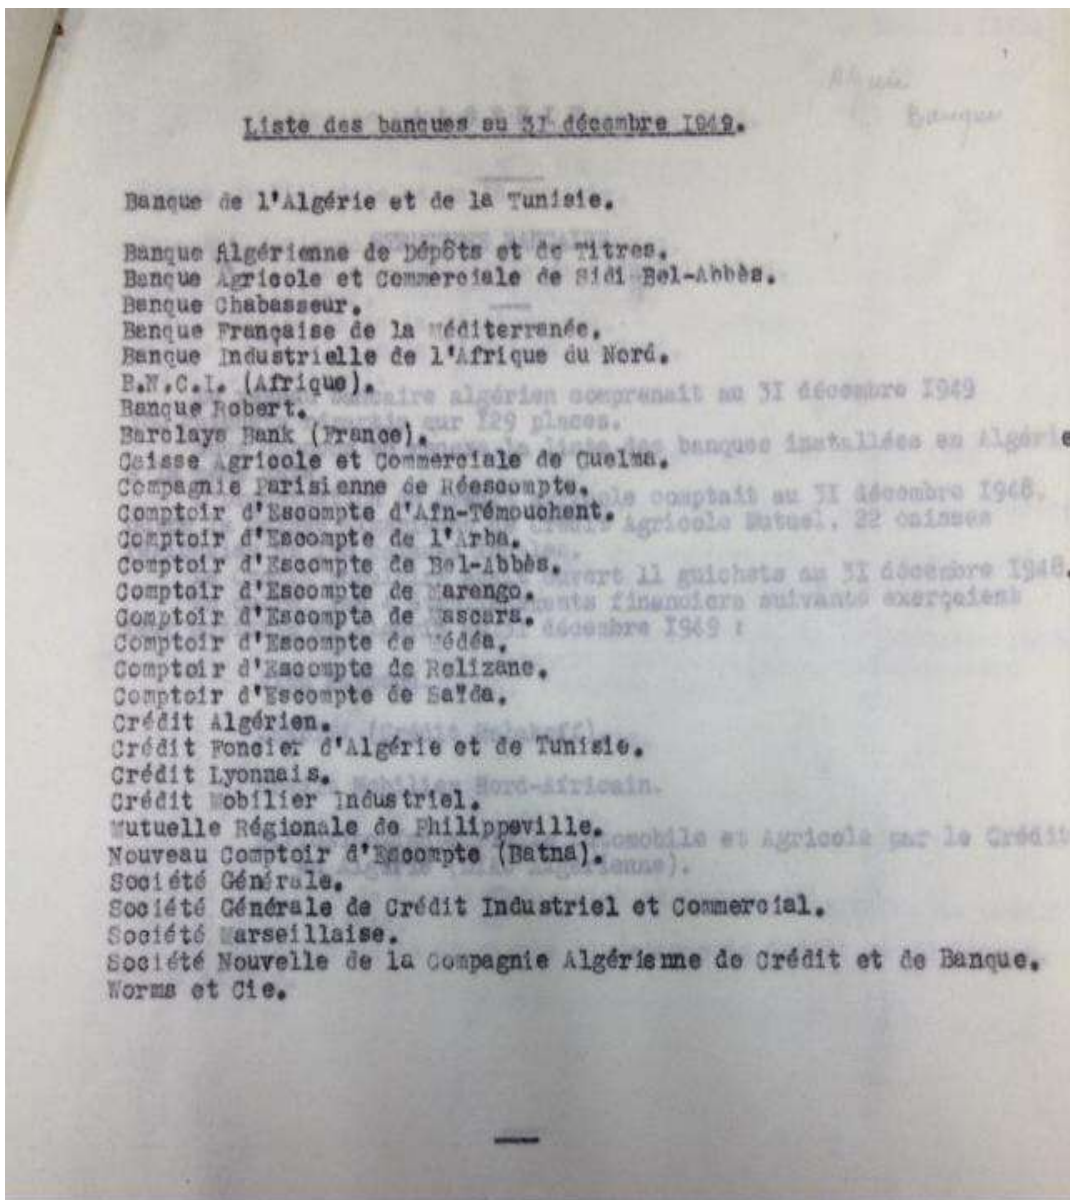 Banques
Liste des banques au 3I décembre I949.
Banque de l'Algérie et de la Tunisie.
Banque Algérienne de Dépôts et de Titres.
Banque Agricole et Commerciale de Sidi Bel-Abbès.
Banque Chabasseur.
Banque Française de la Méditerranée.
Banque Industrielle de l'Afrique du Nord.
B.N.C.I. (Afrique).
Banque Robert.
Barclays Bank (France).
Caisse Agricole et Commerciale de Guelma.
Compagnie Parisienne de Réescompte.
Comptoir d'Escompte d'Aïn-Témouchent.
Comptoir d'Escompte de l'Arba.
Comptoir d'Escompte de Bel-Abbès.
Comptoir d'Escompte de Marengo.
Comptoir d'Escompte de Mascara.
Comptoir d'Escompte de Médéa.
Comptoir d'Escompte de Relizane.
Comptoir d'Escompte de Saïda.
Crédit Algérien.
Crédit Foncier d'Algérie et de Tunisie.
Crédit Lyonnais.
Crédit Mobilier Industriel.
Mutuelle Régionale de Philippeville.
Nouveau Comptoir d'Escompte (Batna).
Société Générale.
Société Générale de Crédit Industriel et Commercial.
Société Marseillaise.
Société Nouvelle de la Compagnie Algérienne de Crédit et de Banque.
Worms et Cie.